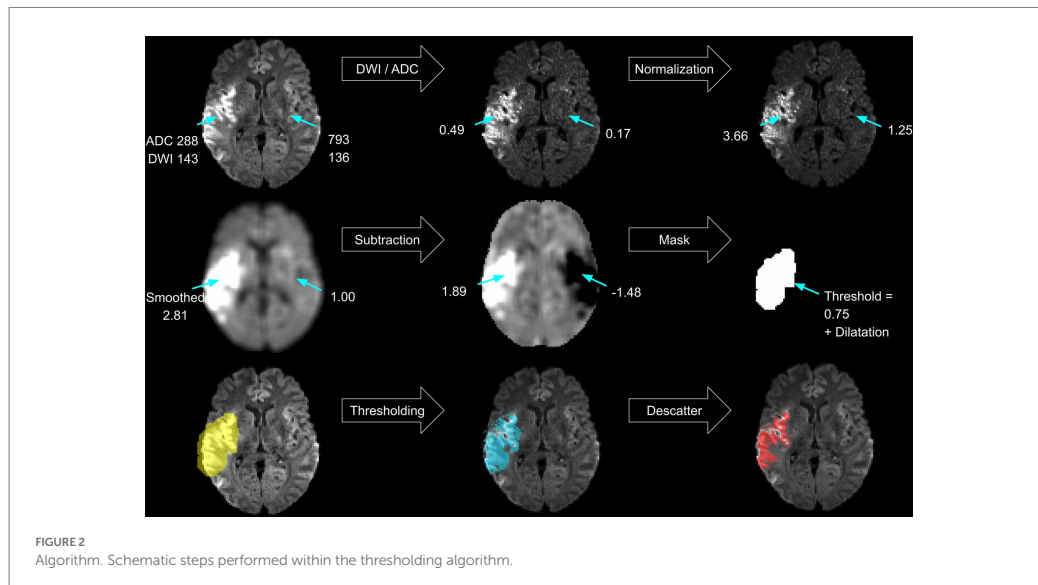 DWI / ADC
Normalization
ADC 288
DWI 143
793
136
0.49
0.17
3.66
1.25
Subtraction
Mask
Smoothed
2.81
1.00
1.89
-1.48
Threshold =
0.75
+ Dilatation
Thresholding
Descatter
FIGURE 2
Algorithm. Schematic steps performed within the thresholding algorithm.